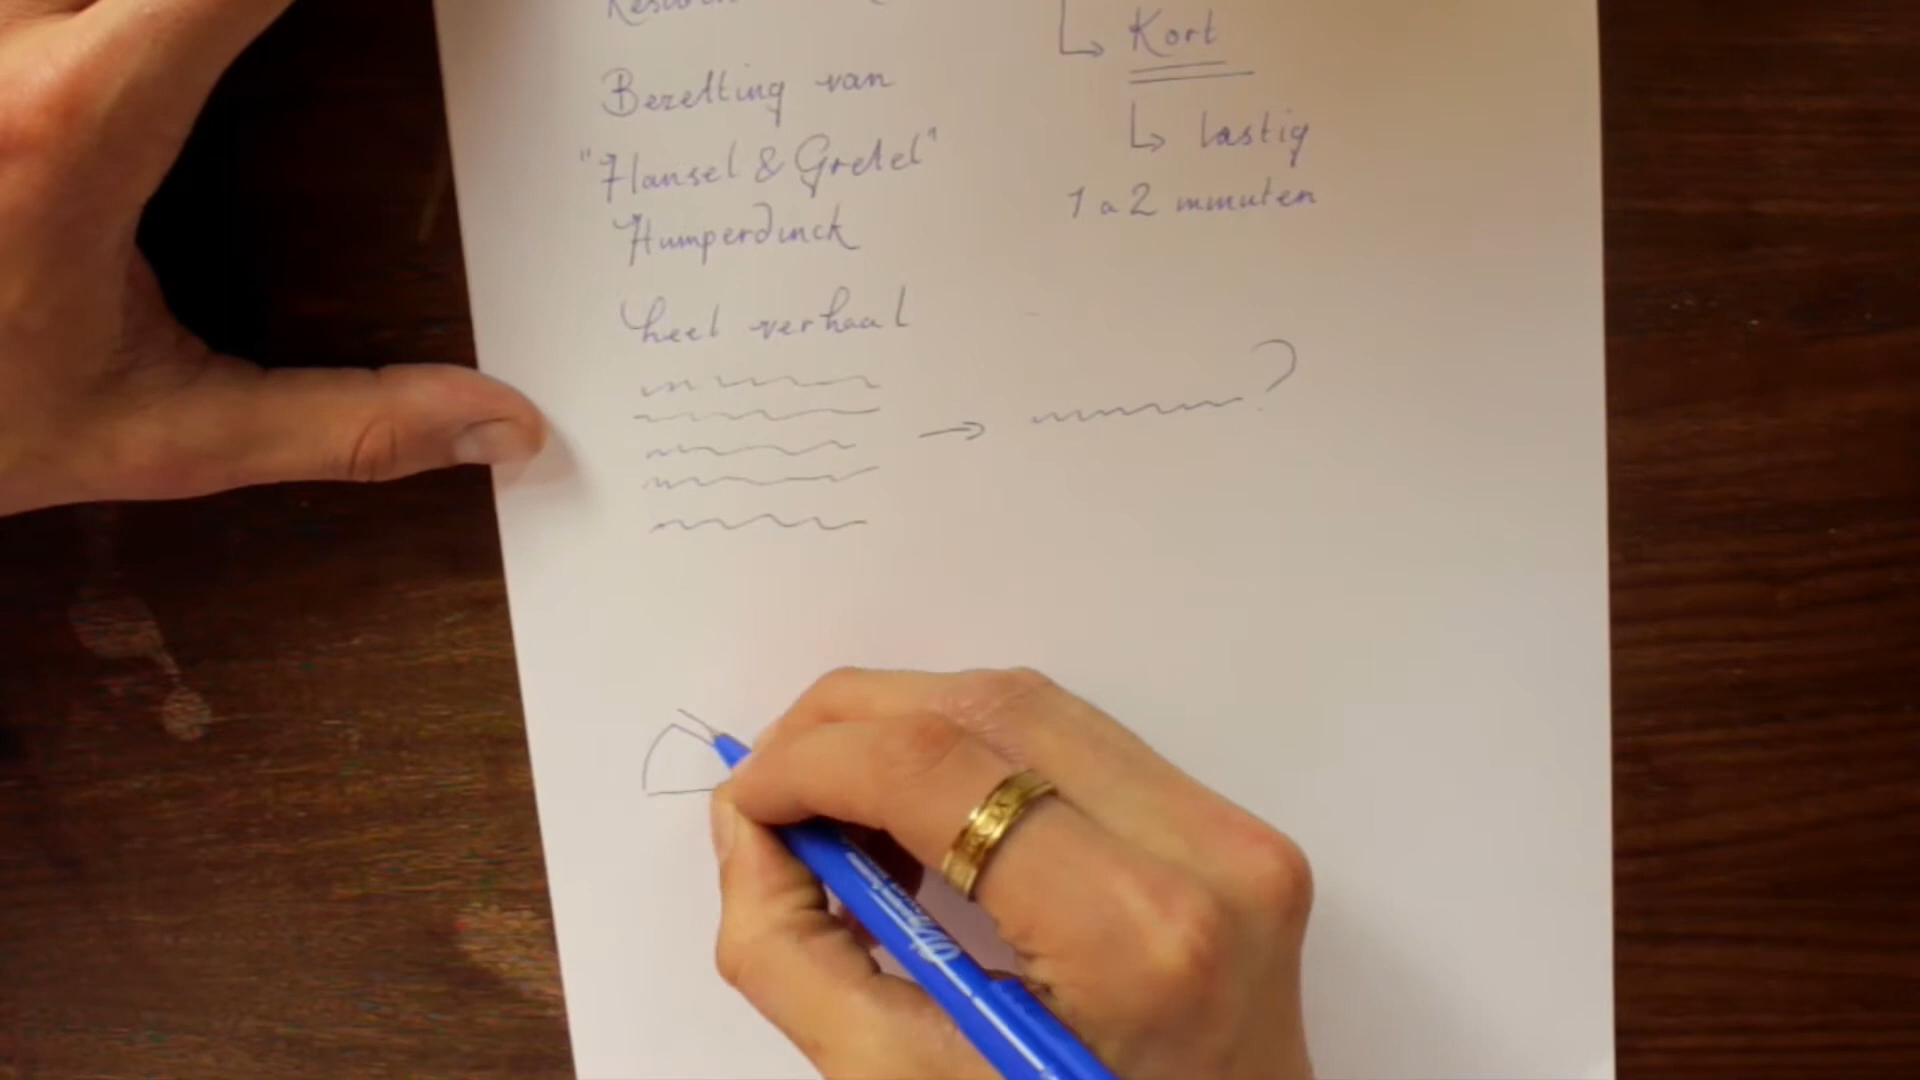 Bezetting van
"Hansel & Gretel"
Humperdinck
heel verhaal
Kort
lastig
1 a 2 minuten
?